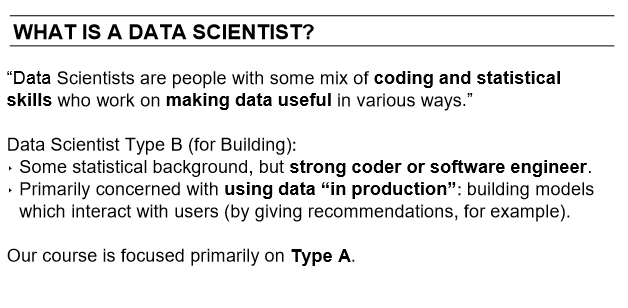 WHAT IS A DATA SCIENTIST?
“Data Scientists are people with some mix of coding and statistical
skills who work on making data useful in various ways.”
Data Scientist Type B (for Building):
‣ Some statistical background, but strong coder or software engineer.
‣ Primarily concerned with using data “in production”: building models
which interact with users (by giving recommendations, for example).
Our course is focused primarily on Type A.